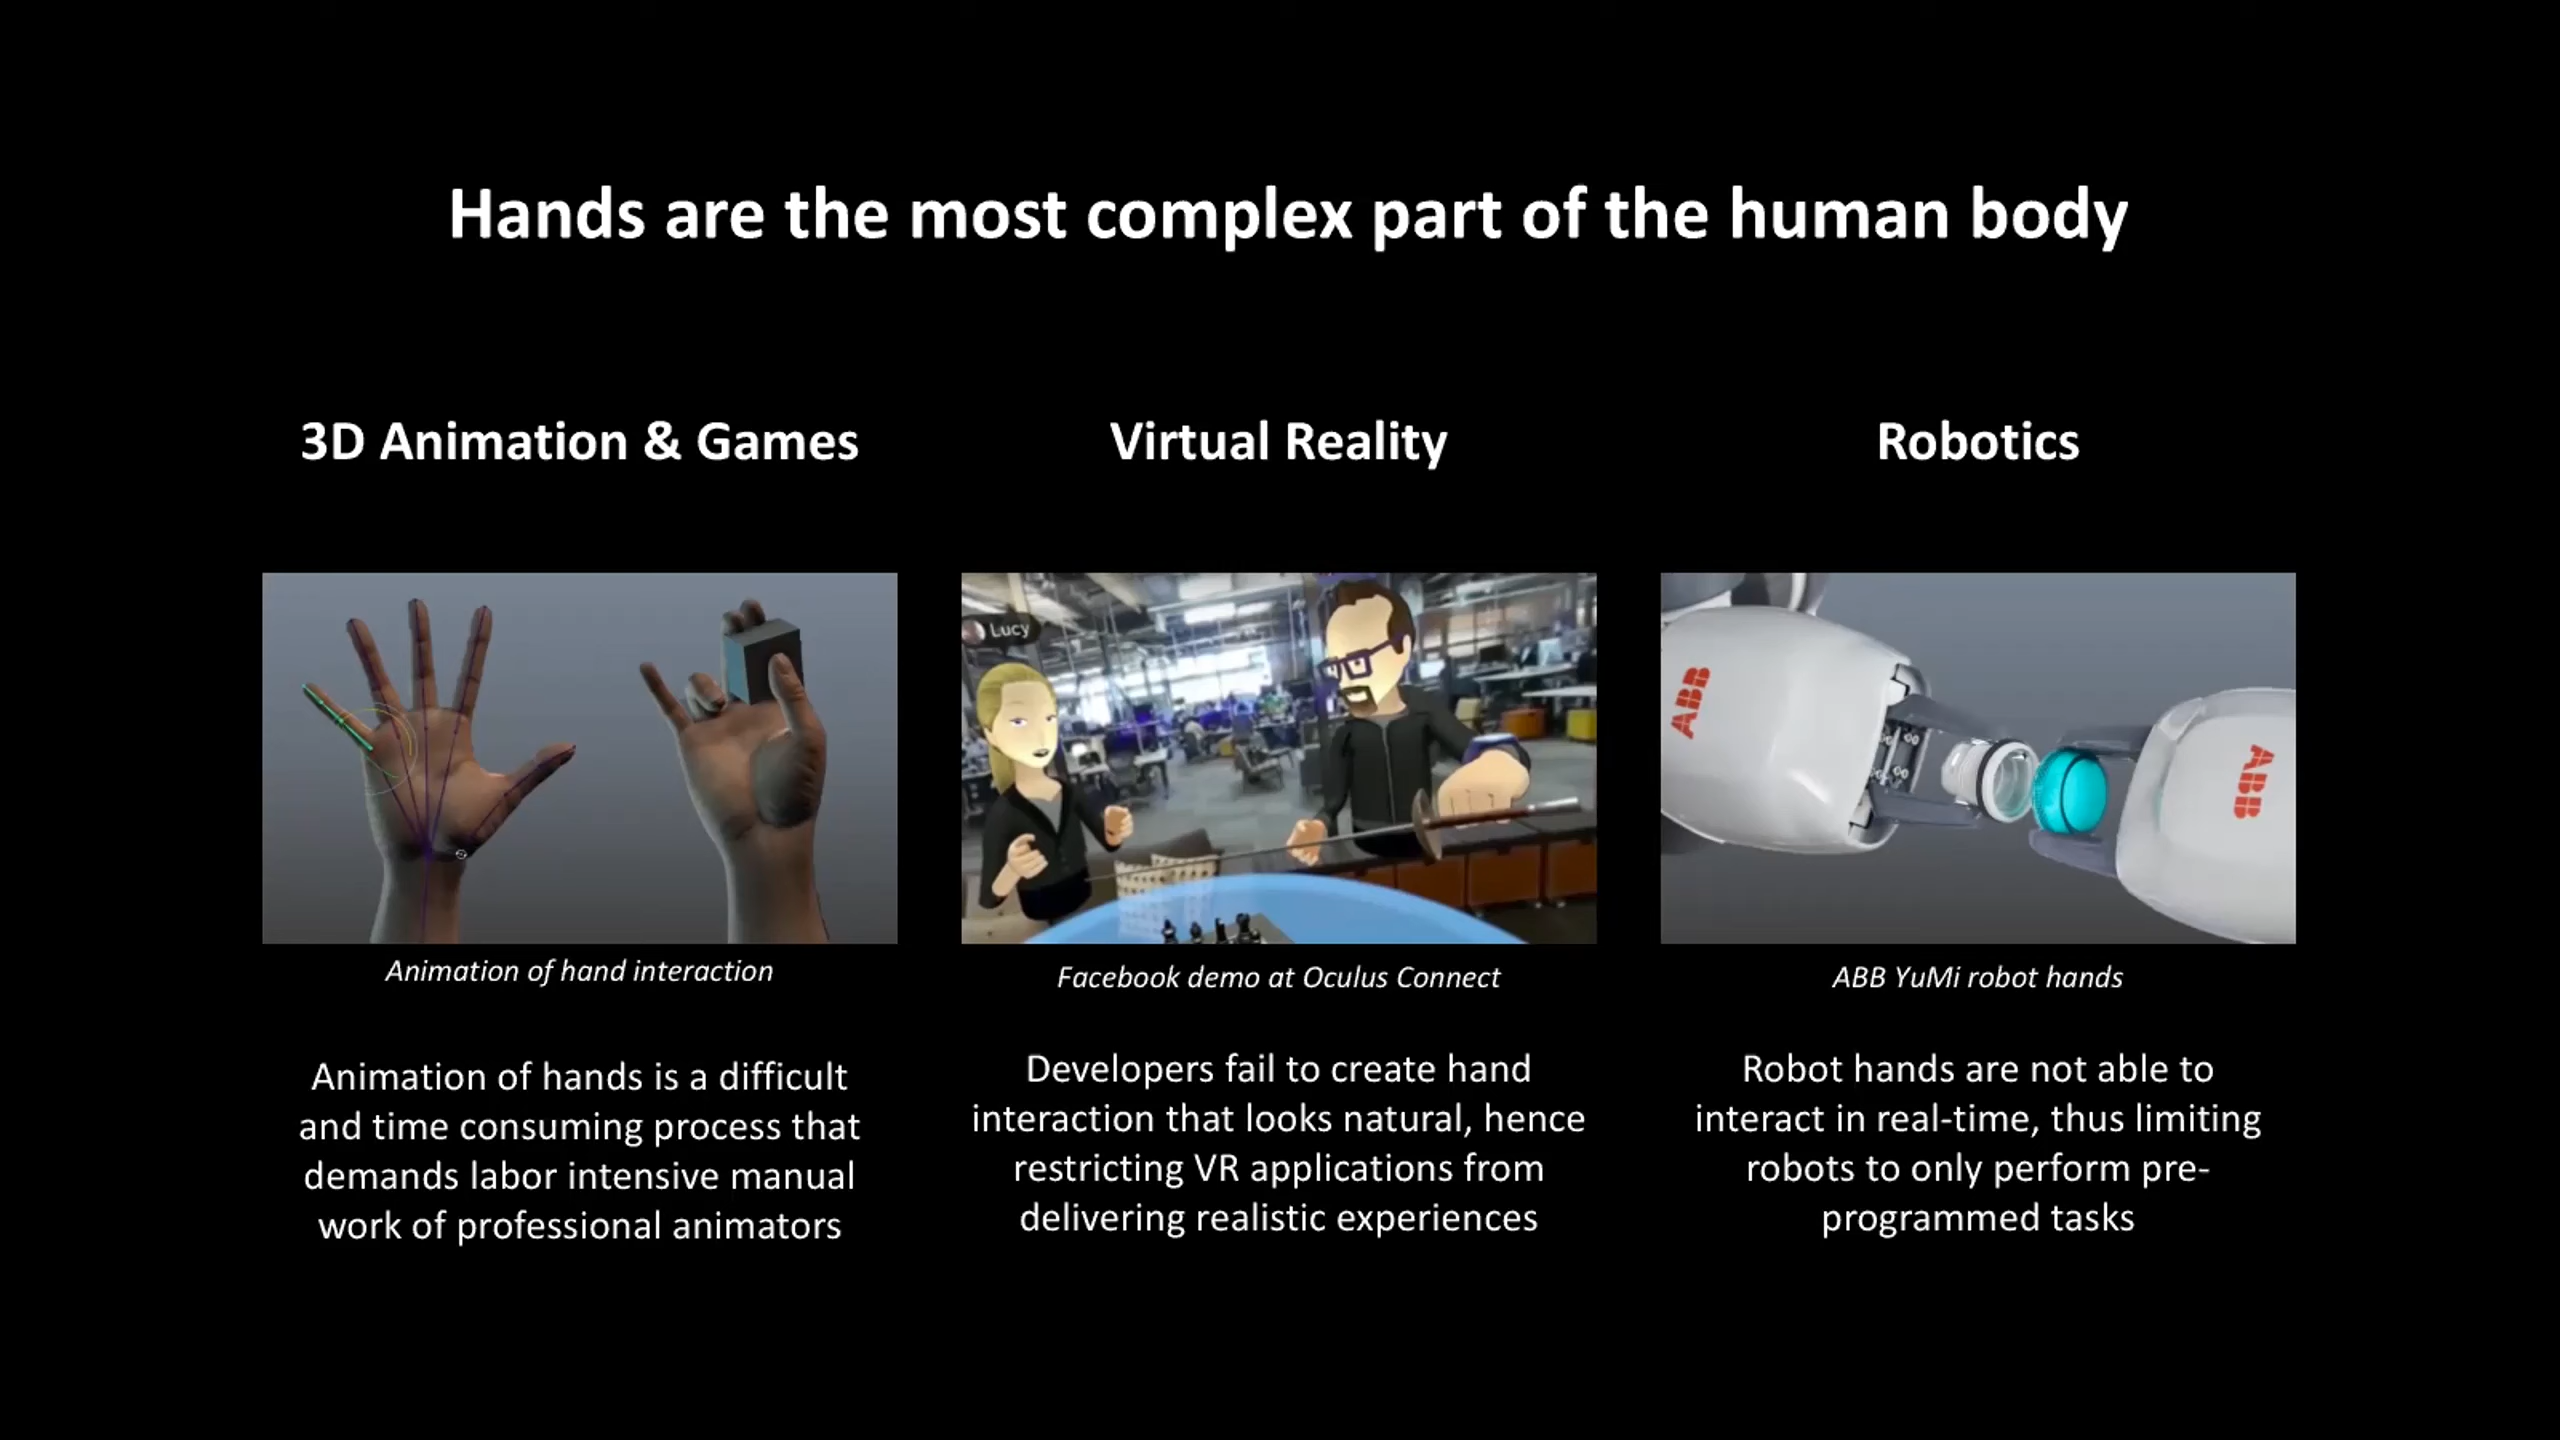 Hands are the most complex part of the human body
3D Animation & Games
Virtual Reality
Robotics
Lucy
ABB
ABB
Animation of hand interaction
Facebook demo at Oculus Connect
ABB YuMi robot hands
Animation of hands is a difficult
and time consuming process that
demands labor intensive manual
work of professional animators
Developers fail to create hand
interaction that looks natural, hence
restricting VR applications from
delivering realistic experiences
Robot hands are not able to
interact in real-time, thus limiting
robots to only perform pre-
programmed tasks